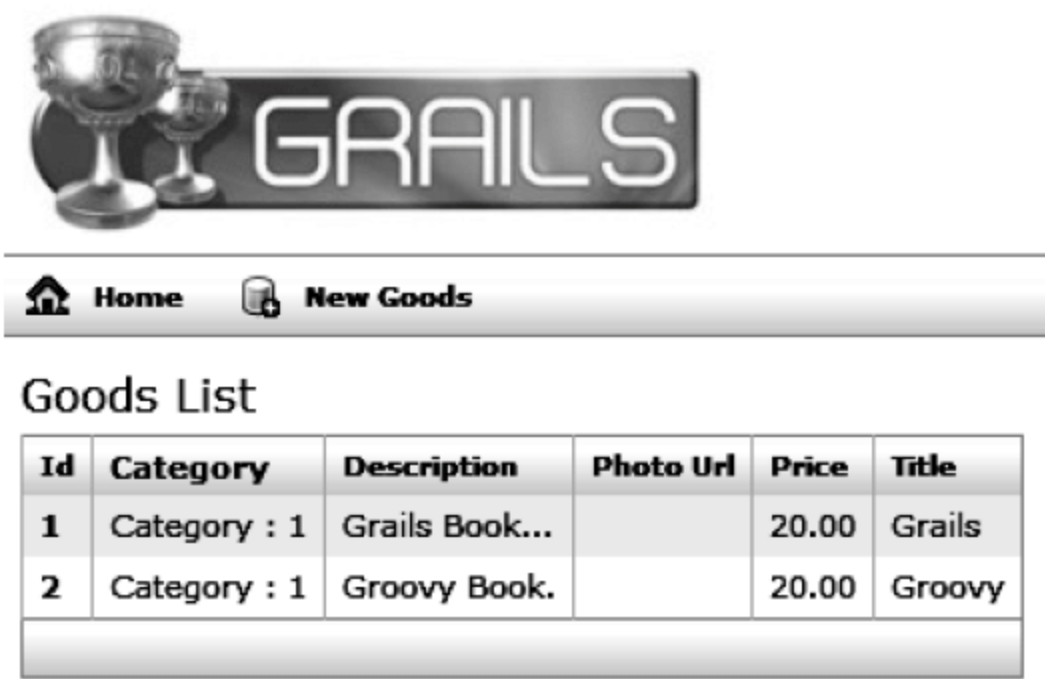 GRAILS
Home New Goods
Goods List
Id Category Description Photo Url Price Title
1 Category : 1 Grails Book... 20.00 Grails
2 Category : 1 Groovy Book. 20.00 Groovy